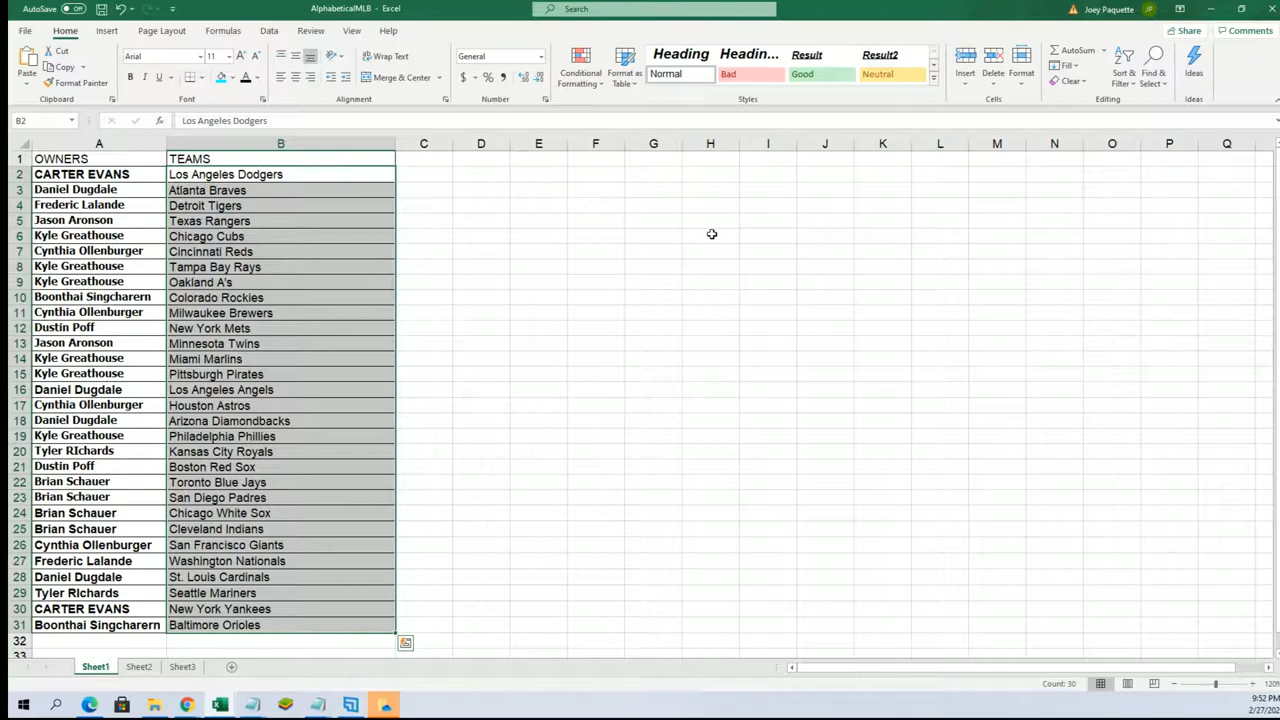 AutoSave Off AlphabeticalMLB - Excel Search Joey Paquette JP
File Home Insert Page Layout Formulas Data Review View Help Share Comments
Paste Cut Copy Format Painter Clipboard
Arial 11 A A B I U A Font
Wrap Text Merge & Center Alignment
General $ % Number
Conditional Formatting Format as Table
Heading Headin... Result Result2
Normal Bad Good Neutral
Styles
Insert Delete Format Cells
AutoSum Fill Clear Sort & Filter Find & Select Editing
Ideas Ideas
B2 fx Los Angeles Dodgers
A B C D E F G H I J K L M N O P Q
1 OWNERS TEAMS
2 CARTER EVANS Los Angeles Dodgers
3 Daniel Dugdale Atlanta Braves
4 Frederic Lalande Detroit Tigers
5 Jason Aronson Texas Rangers
6 Kyle Greathouse Chicago Cubs
7 Cynthia Ollenburger Cincinnati Reds
8 Kyle Greathouse Tampa Bay Rays
9 Kyle Greathouse Oakland A's
10 Boonthai Singcharern Colorado Rockies
11 Cynthia Ollenburger Milwaukee Brewers
12 Dustin Poff New York Mets
13 Jason Aronson Minnesota Twins
14 Kyle Greathouse Miami Marlins
15 Kyle Greathouse Pittsburgh Pirates
16 Daniel Dugdale Los Angeles Angels
17 Cynthia Ollenburger Houston Astros
18 Daniel Dugdale Arizona Diamondbacks
19 Kyle Greathouse Philadelphia Phillies
20 Tyler RIchards Kansas City Royals
21 Dustin Poff Boston Red Sox
22 Brian Schauer Toronto Blue Jays
23 Brian Schauer San Diego Padres
24 Brian Schauer Chicago White Sox
25 Brian Schauer Cleveland Indians
26 Cynthia Ollenburger San Francisco Giants
27 Frederic Lalande Washington Nationals
28 Daniel Dugdale St. Louis Cardinals
29 Tyler RIchards Seattle Mariners
30 CARTER EVANS New York Yankees
31 Boonthai Singcharern Baltimore Orioles
32
33
Sheet1 Sheet2 Sheet3
Count: 30 120%
9:52 PM
2/27/202